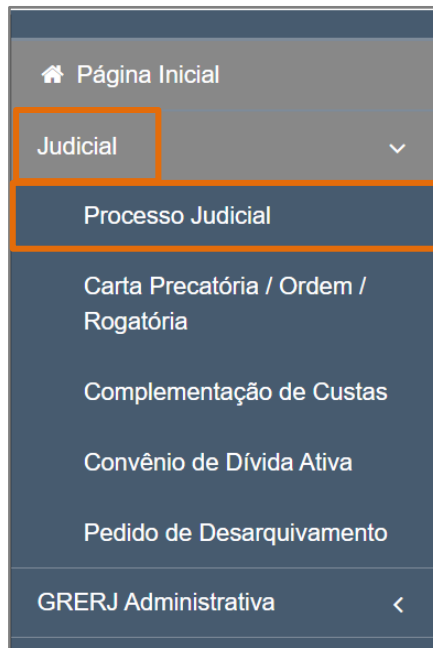 Página Inicial
Judicial
Processo Judicial
Carta Precatória / Ordem /
Rogatória
Complementação de Custas
Convênio de Dívida Ativa
Pedido de Desarquivamento
GRERJ Administrativa